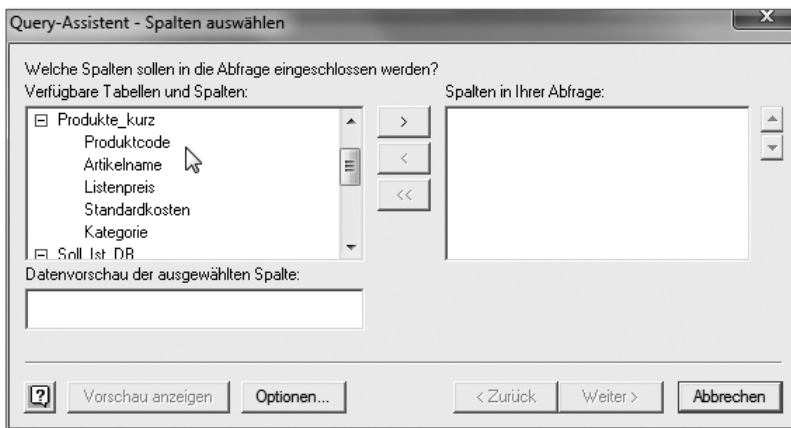 Query-Assistent - Spalten auswählen
Welche Spalten sollen in die Abfrage eingeschlossen werden?
Verfügbare Tabellen und Spalten:
Spalten in Ihrer Abfrage:
Produkte_kurz
Produktcode
Artikelname
Listenpreis
Standardkosten
Kategorie
Soll_Ist_DB
>
<
<<
Datenvorschau der ausgewählten Spalte:
Vorschau anzeigen
Optionen...
< Zurück
Weiter >
Abbrechen